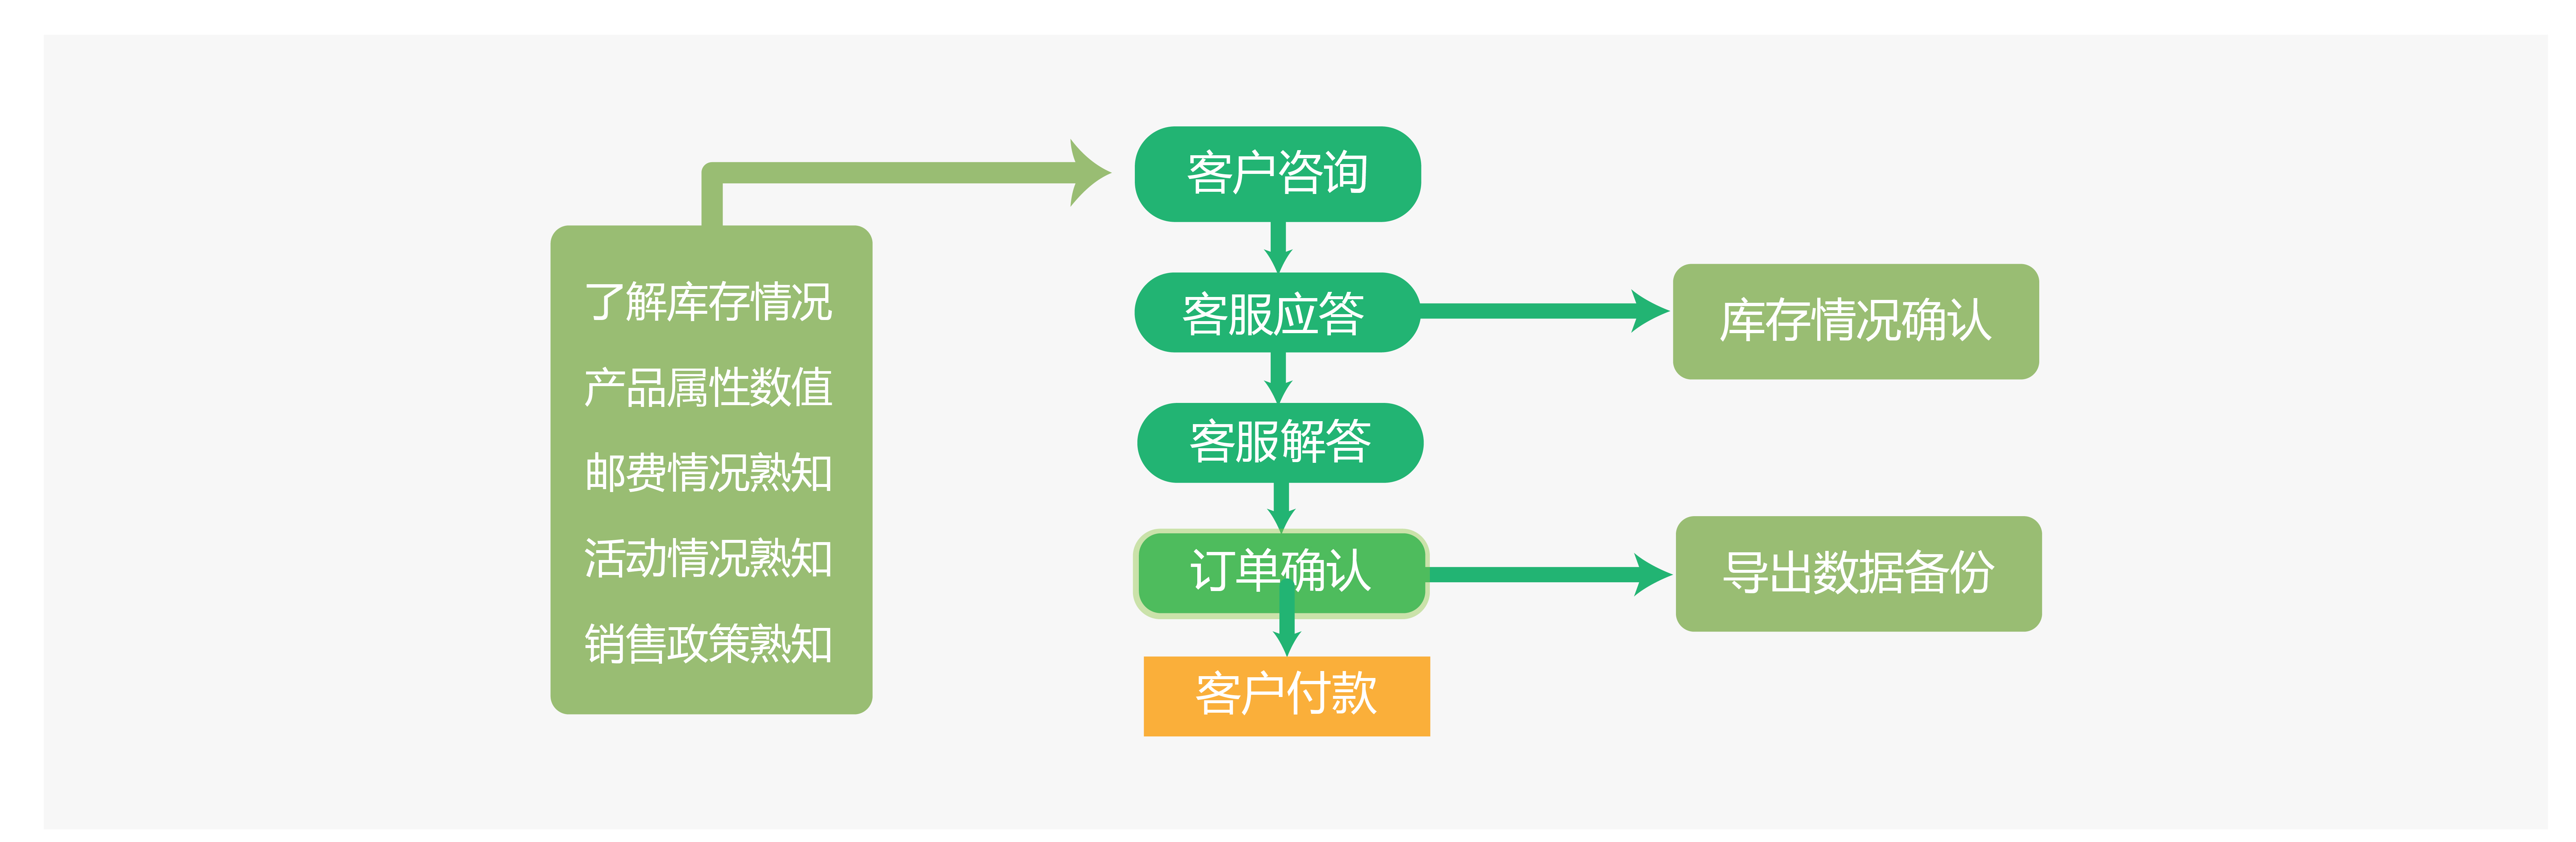 了解库存情况
产品属性数值
邮费情况熟知
活动情况熟知
销售政策熟知
客户咨询
客服应答
客服解答
订单确认
客户付款
库存情况确认
导出数据备份